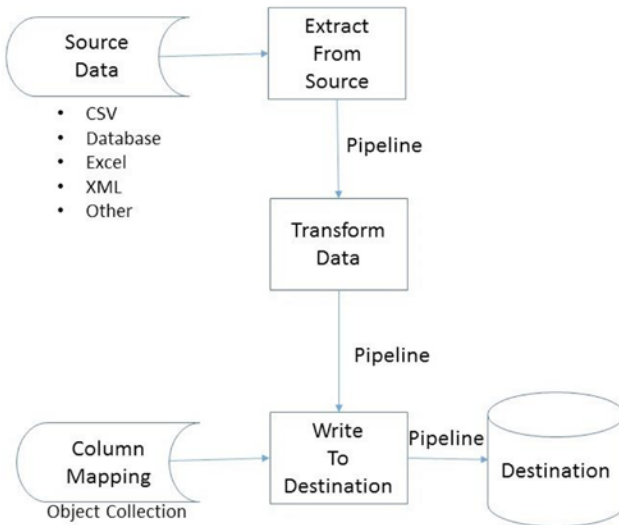 Source
Data
Extract
From
Source
• CSV
• Database
• Excel
• XML
• Other
Pipeline
Transform
Data
Pipeline
Column
Mapping
Object Collection
Write
To
Destination
Pipeline
Destination